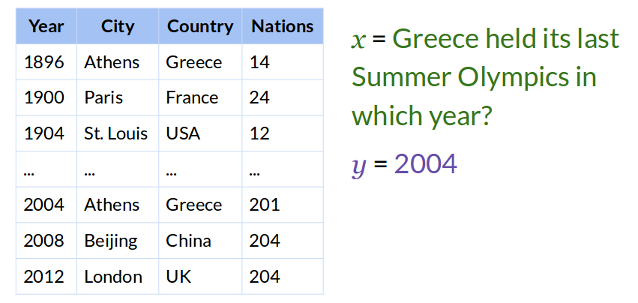 Year City Country Nations
1896 Athens Greece 14
1900 Paris France 24
1904 St. Louis USA 12
... ... ... ...
2004 Athens Greece 201
2008 Beijing China 204
2012 London UK 204
x = Greece held its last
Summer Olympics in
which year?
y = 2004